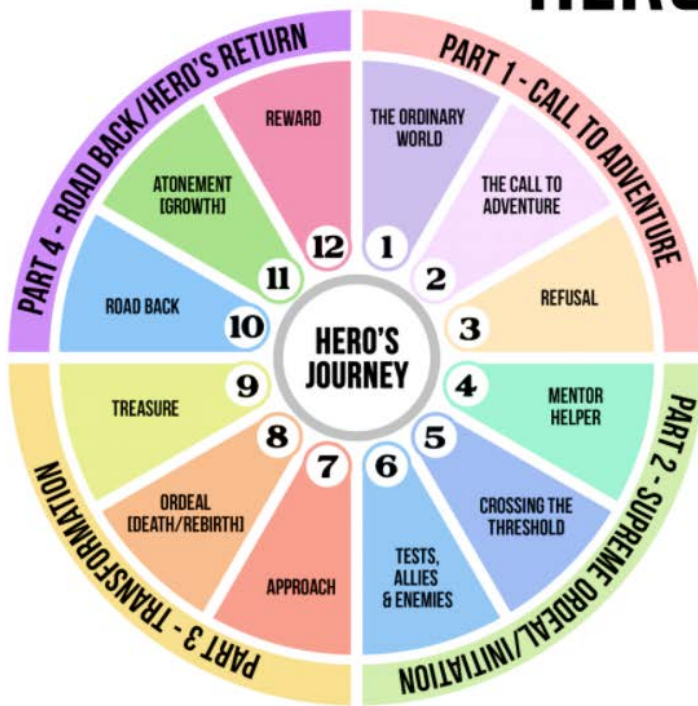 PART 1 - CALL TO ADVENTURE
THE ORDINARY
WORLD
1
THE CALL TO
ADVENTURE
2
REFUSAL
3
PART 2 - SUPREME ORDEAL/INITIATION
MENTOR
HELPER
4
CROSSING THE
THRESHOLD
5
TESTS,
ALLIES
& ENEMIES
6
PART 3 - TRANSFORMATION
APPROACH
7
ORDEAL
[DEATH/REBIRTH]
8
TREASURE
9
PART 4 - ROAD BACK/HERO'S RETURN
ROAD BACK
10
ATONEMENT
[GROWTH]
11
REWARD
12
HERO'S
JOURNEY